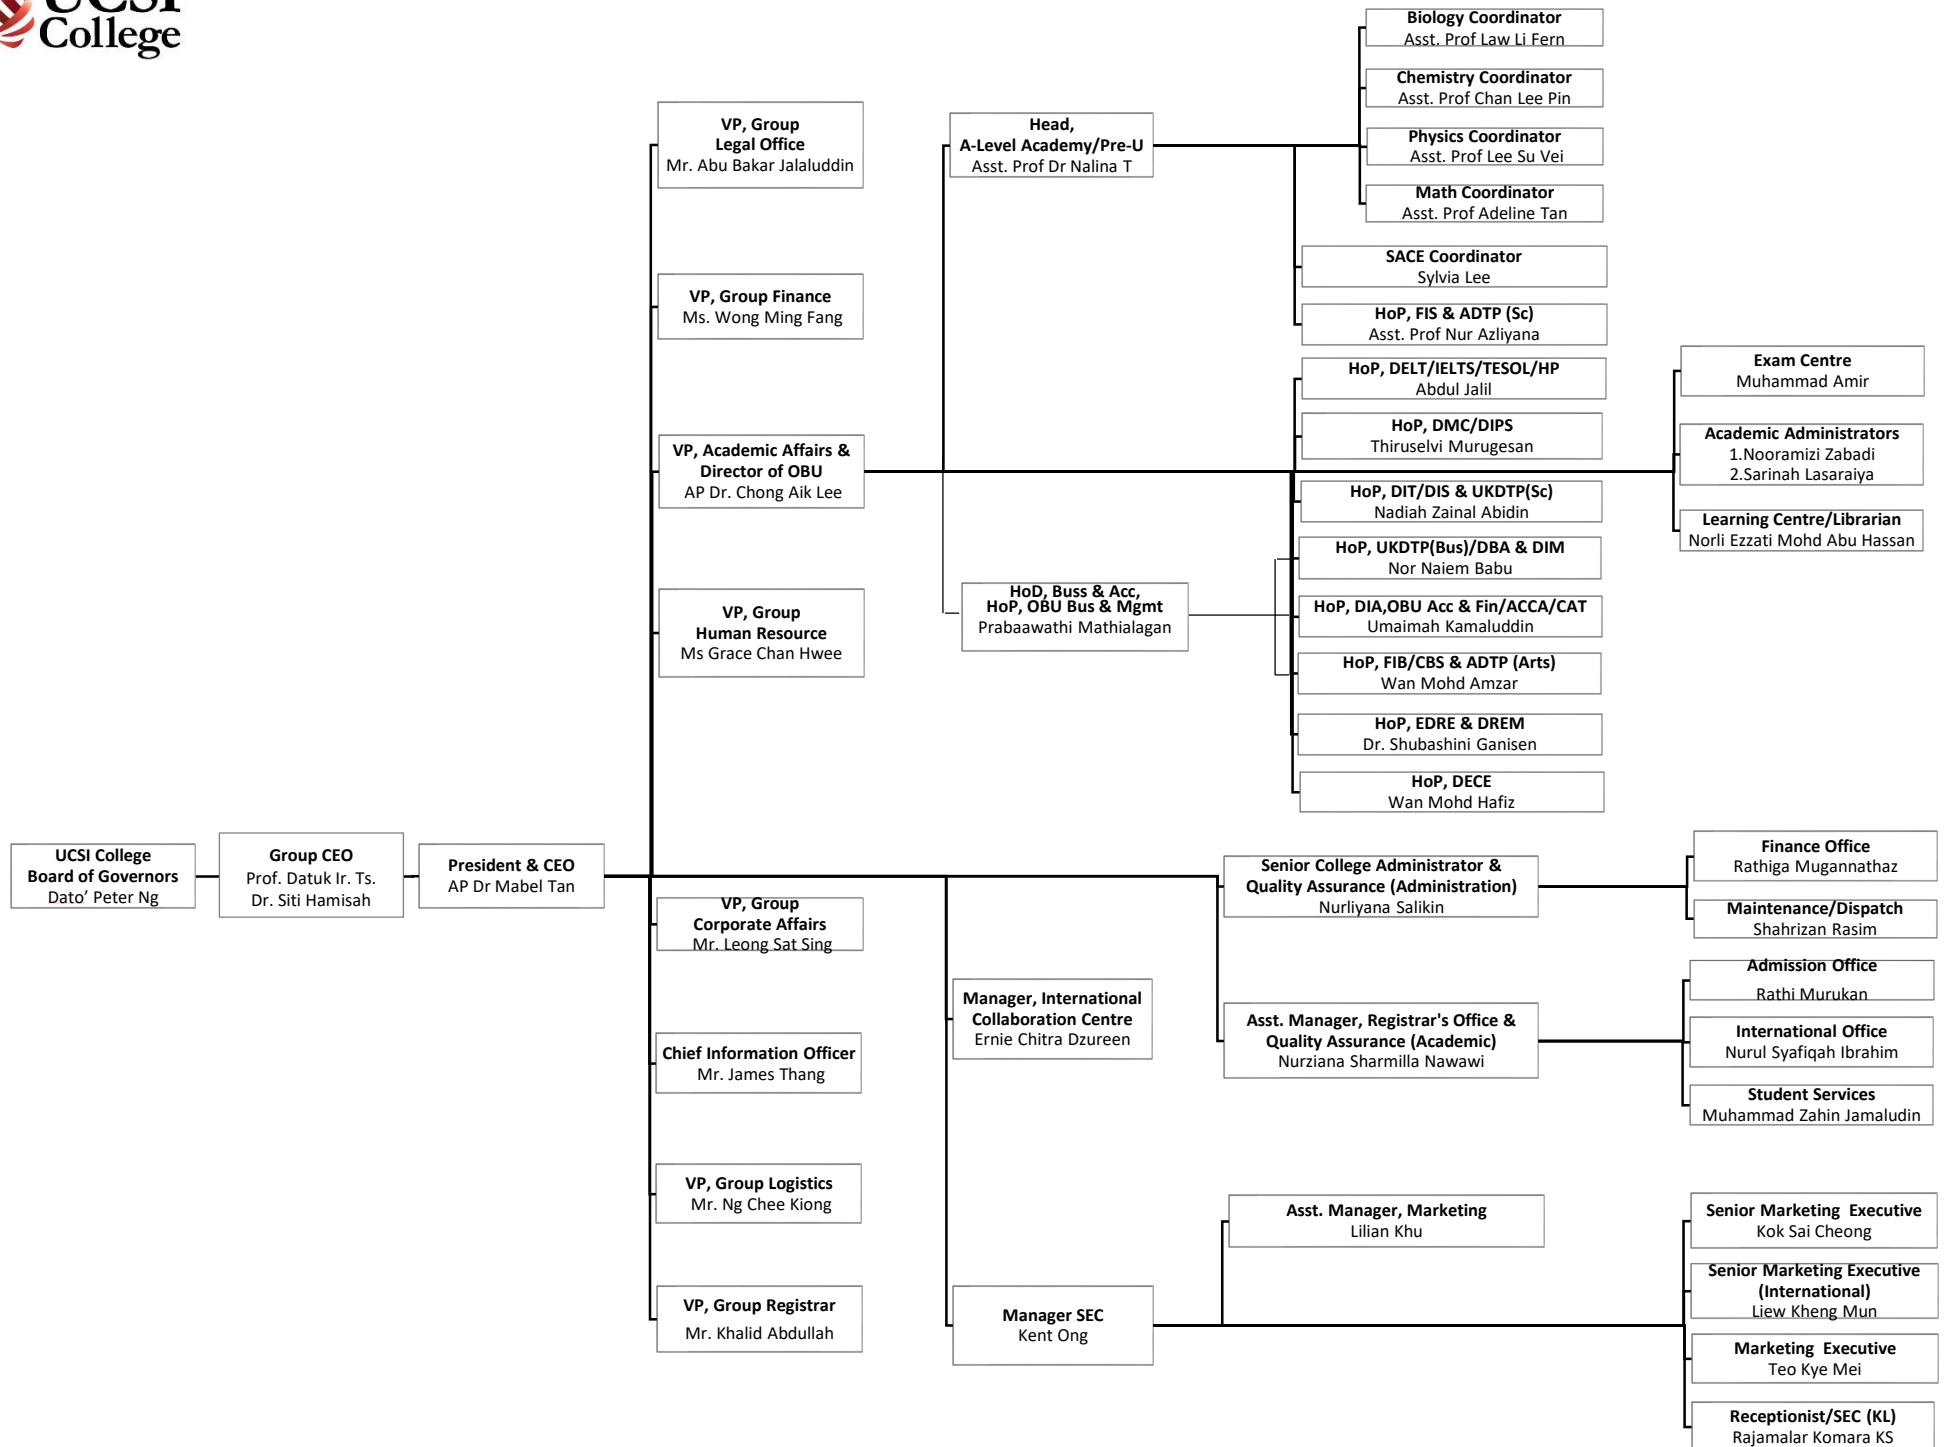 UCSI
College
Biology Coordinator
Asst. Prof Law Li Fern
Chemistry Coordinator
Asst. Prof Chan Lee Pin
Physics Coordinator
Asst. Prof Lee Su Vei
Math Coordinator
Asst. Prof Adeline Tan
VP, Group
Legal Office
Mr. Abu Bakar Jalaluddin
Head,
A-Level Academy/Pre-U
Asst. Prof Dr Nalina T
SACE Coordinator
Sylvia Lee
HoP, FIS & ADTP (Sc)
Asst. Prof Nur Azliyana
VP, Group Finance
Ms. Wong Ming Fang
HoP, DELT/IELTS/TESOL/HP
Abdul Jalil
HoP, DMC/DIPS
Thiruselvi Murugesan
Exam Centre
Muhammad Amir
Academic Administrators
1.Nooramizi Zabadi
2.Sarinah Lasaraiya
Learning Centre/Librarian
Norli Ezzati Mohd Abu Hassan
VP, Academic Affairs &
Director of OBU
AP Dr. Chong Aik Lee
HoP, DIT/DIS & UKDTP(Sc)
Nadiah Zainal Abidin
HoP, UKDTP(Bus)/DBA & DIM
Nor Naiem Babu
HoD, Buss & Acc,
HoP, OBU Bus & Mgmt
Prabaawathi Mathialagan
HoP, DIA,OBU Acc & Fin/ACCA/CAT
Umaimah Kamaluddin
HoP, FIB/CBS & ADTP (Arts)
Wan Mohd Amzar
HoP, EDRE & DREM
Dr. Shubashini Ganisen
HoP, DECE
Wan Mohd Hafiz
VP, Group
Human Resource
Ms Grace Chan Hwee
UCSI College
Board of Governors
Dato’ Peter Ng
Group CEO
Prof. Datuk Ir. Ts.
Dr. Siti Hamisah
President & CEO
AP Dr Mabel Tan
VP, Group
Corporate Affairs
Mr. Leong Sat Sing
Senior College Administrator &
Quality Assurance (Administration)
Nurliyana Salikin
Finance Office
Rathiga Mugannathaz
Maintenance/Dispatch
Shahrizan Rasim
Manager, International
Collaboration Centre
Ernie Chitra Dzureen
Asst. Manager, Registrar's Office &
Quality Assurance (Academic)
Nurziana Sharmilla Nawawi
Admission Office
Rathi Murukan
International Office
Nurul Syafiqah Ibrahim
Student Services
Muhammad Zahin Jamaludin
Chief Information Officer
Mr. James Thang
VP, Group Logistics
Mr. Ng Chee Kiong
VP, Group Registrar
Mr. Khalid Abdullah
Manager SEC
Kent Ong
Asst. Manager, Marketing
Lilian Khu
Senior Marketing Executive
Kok Sai Cheong
Senior Marketing Executive
(International)
Liew Kheng Mun
Marketing Executive
Teo Kye Mei
Receptionist/SEC (KL)
Rajamalar Komara KS